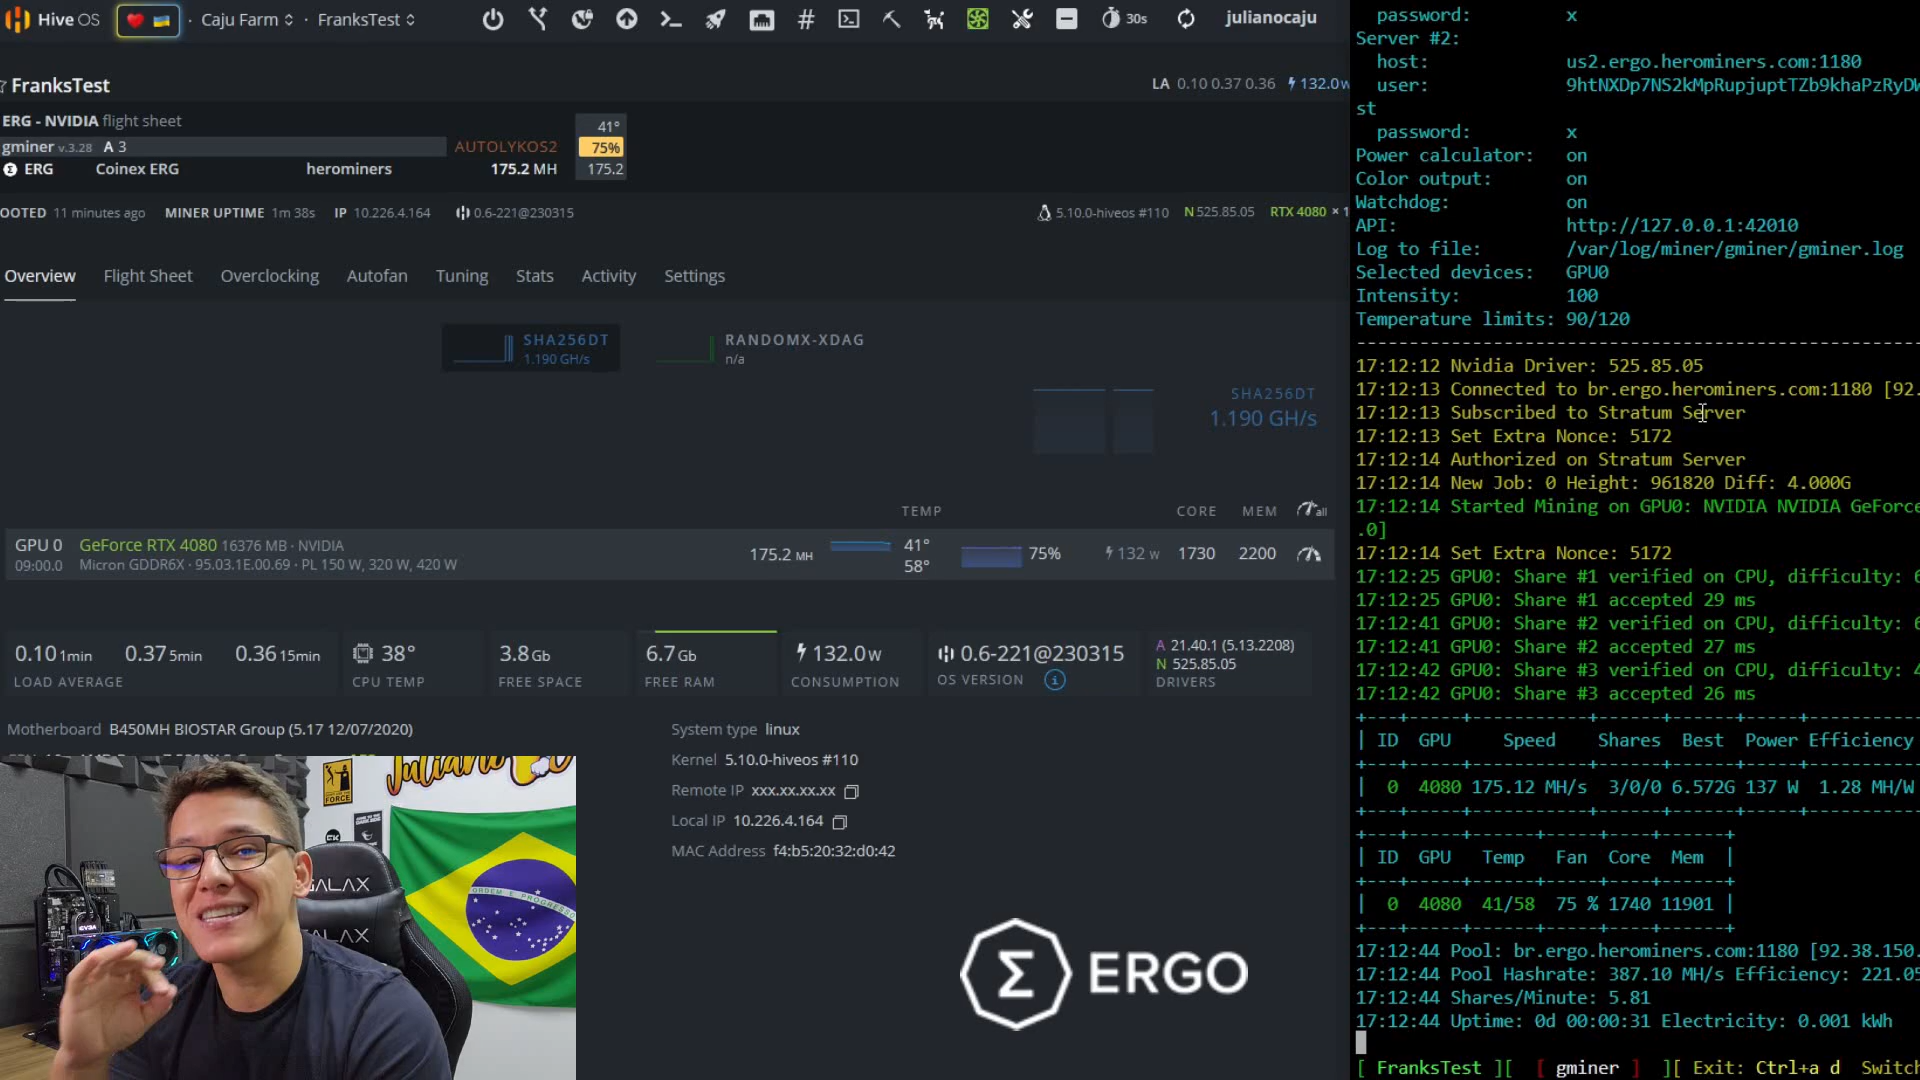 Hive OS · Caju Farm · FranksTest
30s
julianocaju
FranksTest
LA 0.10 0.37 0.36 132.0w
ERG - NVIDIA flight sheet
gminer v.3.28 A 3 AUTOLYKOS2
ERG Coinex ERG herominers 175.2 MH
41°
75%
175.2
OOTED 11 minutes ago MINER UPTIME 1m 38s IP 10.226.4.164 0.6-221@230315
5.10.0-hiveos #110 N 525.85.05 RTX 4080 × 1
Overview Flight Sheet Overclocking Autofan Tuning Stats Activity Settings
SHA256DT
1.190 GH/s
RANDOMX-XDAG
n/a
SHA256DT
1.190 GH/s
TEMP CORE MEM all
GPU 0 GeForce RTX 4080 16376 MB · NVIDIA
09:00.0 Micron GDDR6X · 95.03.1E.00.69 · PL 150 W, 320 W, 420 W
175.2 MH 41° 58° 75% 132 W 1730 2200
0.10 1min 0.37 5min 0.36 15min
LOAD AVERAGE
38°
CPU TEMP
3.8 Gb
FREE SPACE
6.7 Gb
FREE RAM
132.0 W
CONSUMPTION
0.6-221@230315
OS VERSION
A 21.40.1 (5.13.2208)
N 525.85.05
DRIVERS
Motherboard B450MH BIOSTAR Group (5.17 12/07/2020)
System type linux
Kernel 5.10.0-hiveos #110
Remote IP xxx.xx.xx.xx
Local IP 10.226.4.164
MAC Address f4:b5:20:32:d0:42
FORCE
Juliano
GALAX
GALAX
EVGA
ORDEM E PROGRESSO
Σ ERGO
password: x
Server #2:
host: us2.ergo.herominers.com:1180
user: 9htNXDp7NS2kMpRupjuptTZb9khaPzRyDW
st
password: x
Power calculator: on
Color output: on
Watchdog: on
API: http://127.0.0.1:42010
Log to file: /var/log/miner/gminer/gminer.log
Selected devices: GPU0
Intensity: 100
Temperature limits: 90/120
17:12:12 Nvidia Driver: 525.85.05
17:12:13 Connected to br.ergo.herominers.com:1180 [92.
17:12:13 Subscribed to Stratum Server
17:12:13 Set Extra Nonce: 5172
17:12:14 Authorized on Stratum Server
17:12:14 New Job: 0 Height: 961820 Diff: 4.000G
17:12:14 Started Mining on GPU0: NVIDIA NVIDIA GeForce
.0]
17:12:14 Set Extra Nonce: 5172
17:12:25 GPU0: Share #1 verified on CPU, difficulty: 6
17:12:25 GPU0: Share #1 accepted 29 ms
17:12:41 GPU0: Share #2 verified on CPU, difficulty: 6
17:12:41 GPU0: Share #2 accepted 27 ms
17:12:42 GPU0: Share #3 verified on CPU, difficulty: 4
17:12:42 GPU0: Share #3 accepted 26 ms
| ID GPU Speed Shares Best Power Efficiency
| 0 4080 175.12 MH/s 3/0/0 6.572G 137 W 1.28 MH/W
| ID GPU Temp Fan Core Mem |
| 0 4080 41/58 75 % 1740 11901 |
17:12:44 Pool: br.ergo.herominers.com:1180 [92.38.150.
17:12:44 Pool Hashrate: 387.10 MH/s Efficiency: 221.05
17:12:44 Shares/Minute: 5.81
17:12:44 Uptime: 0d 00:00:31 Electricity: 0.001 kWh
[ FranksTest ][ [ gminer ] ][ Exit: Ctrl+a d Switch